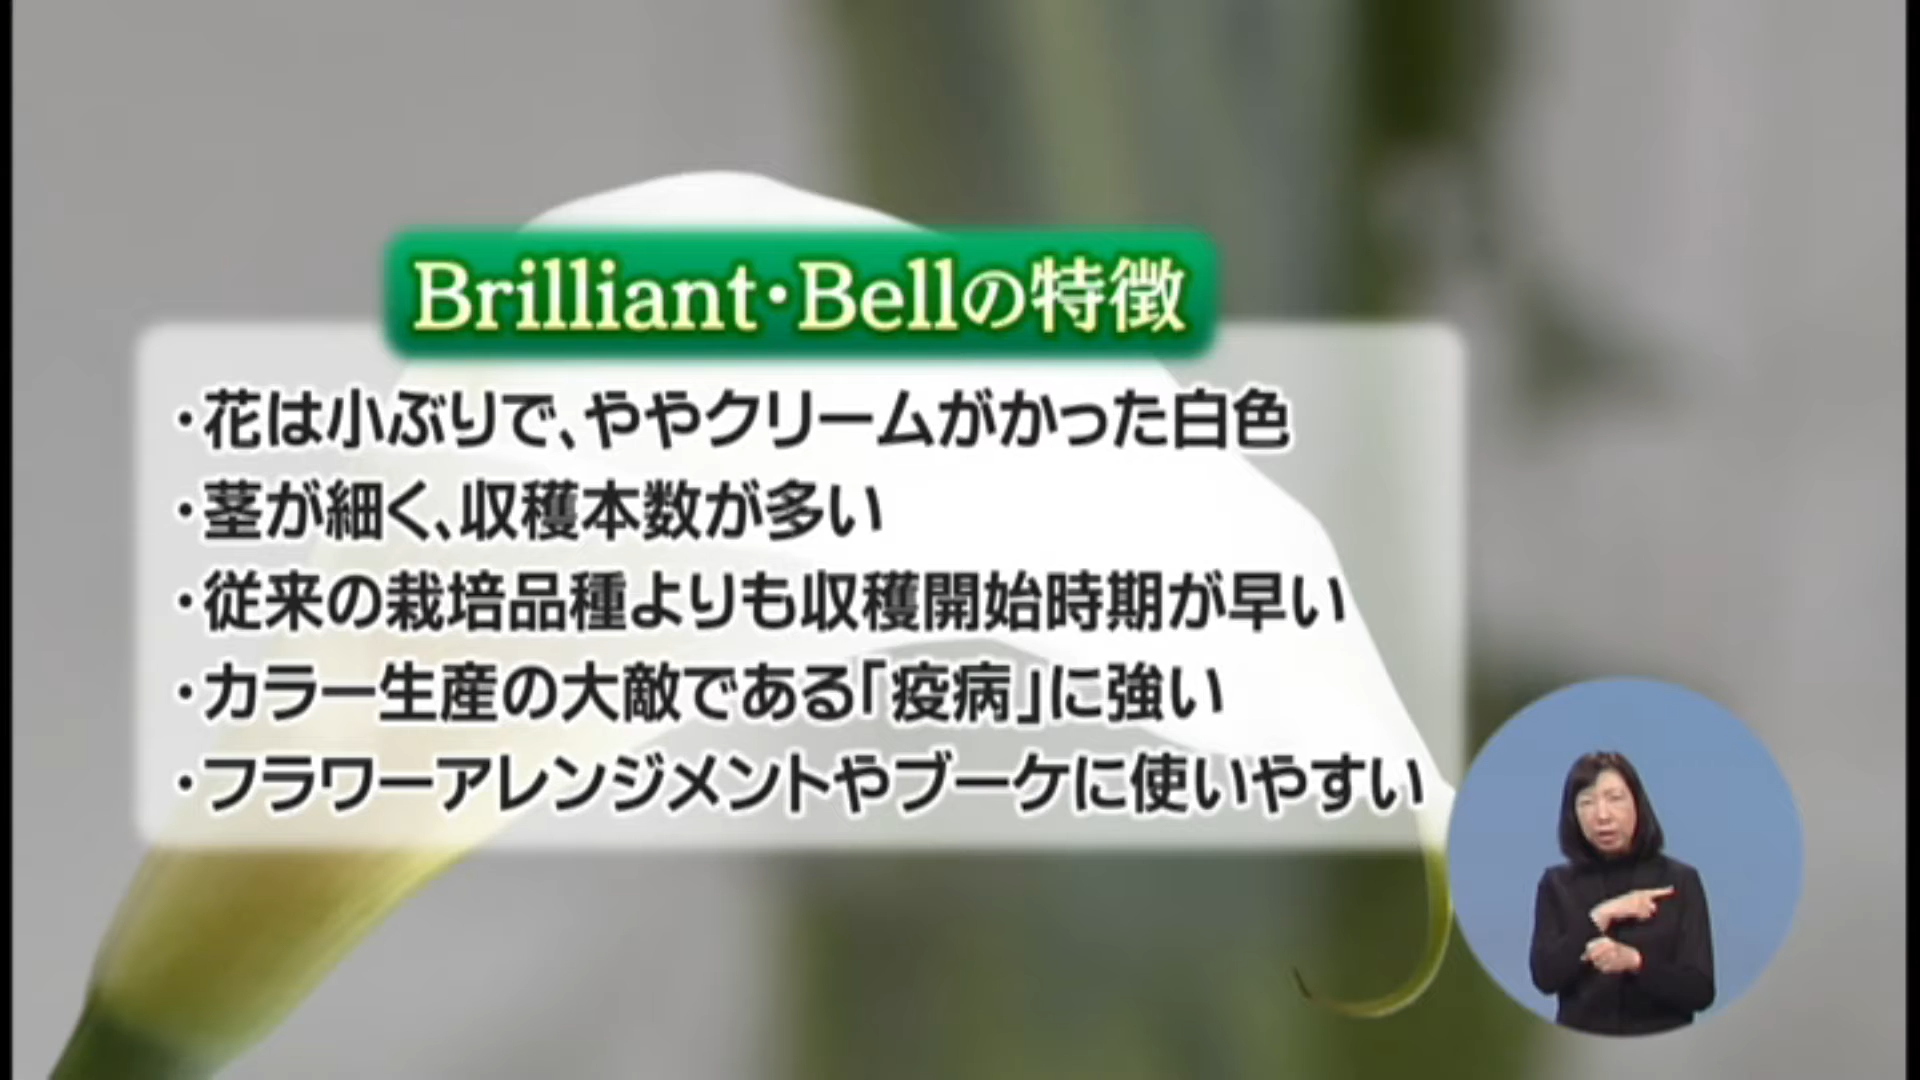 Brilliant・Bellの特徴
・花は小ぶりで、ややクリームがかった白色
・茎が細く、収穫本数が多い
・従来の栽培品種よりも収穫開始時期が早い
・カラー生産の大敵である「疫病」に強い
・フラワーアレンジメントやブーケに使いやすい